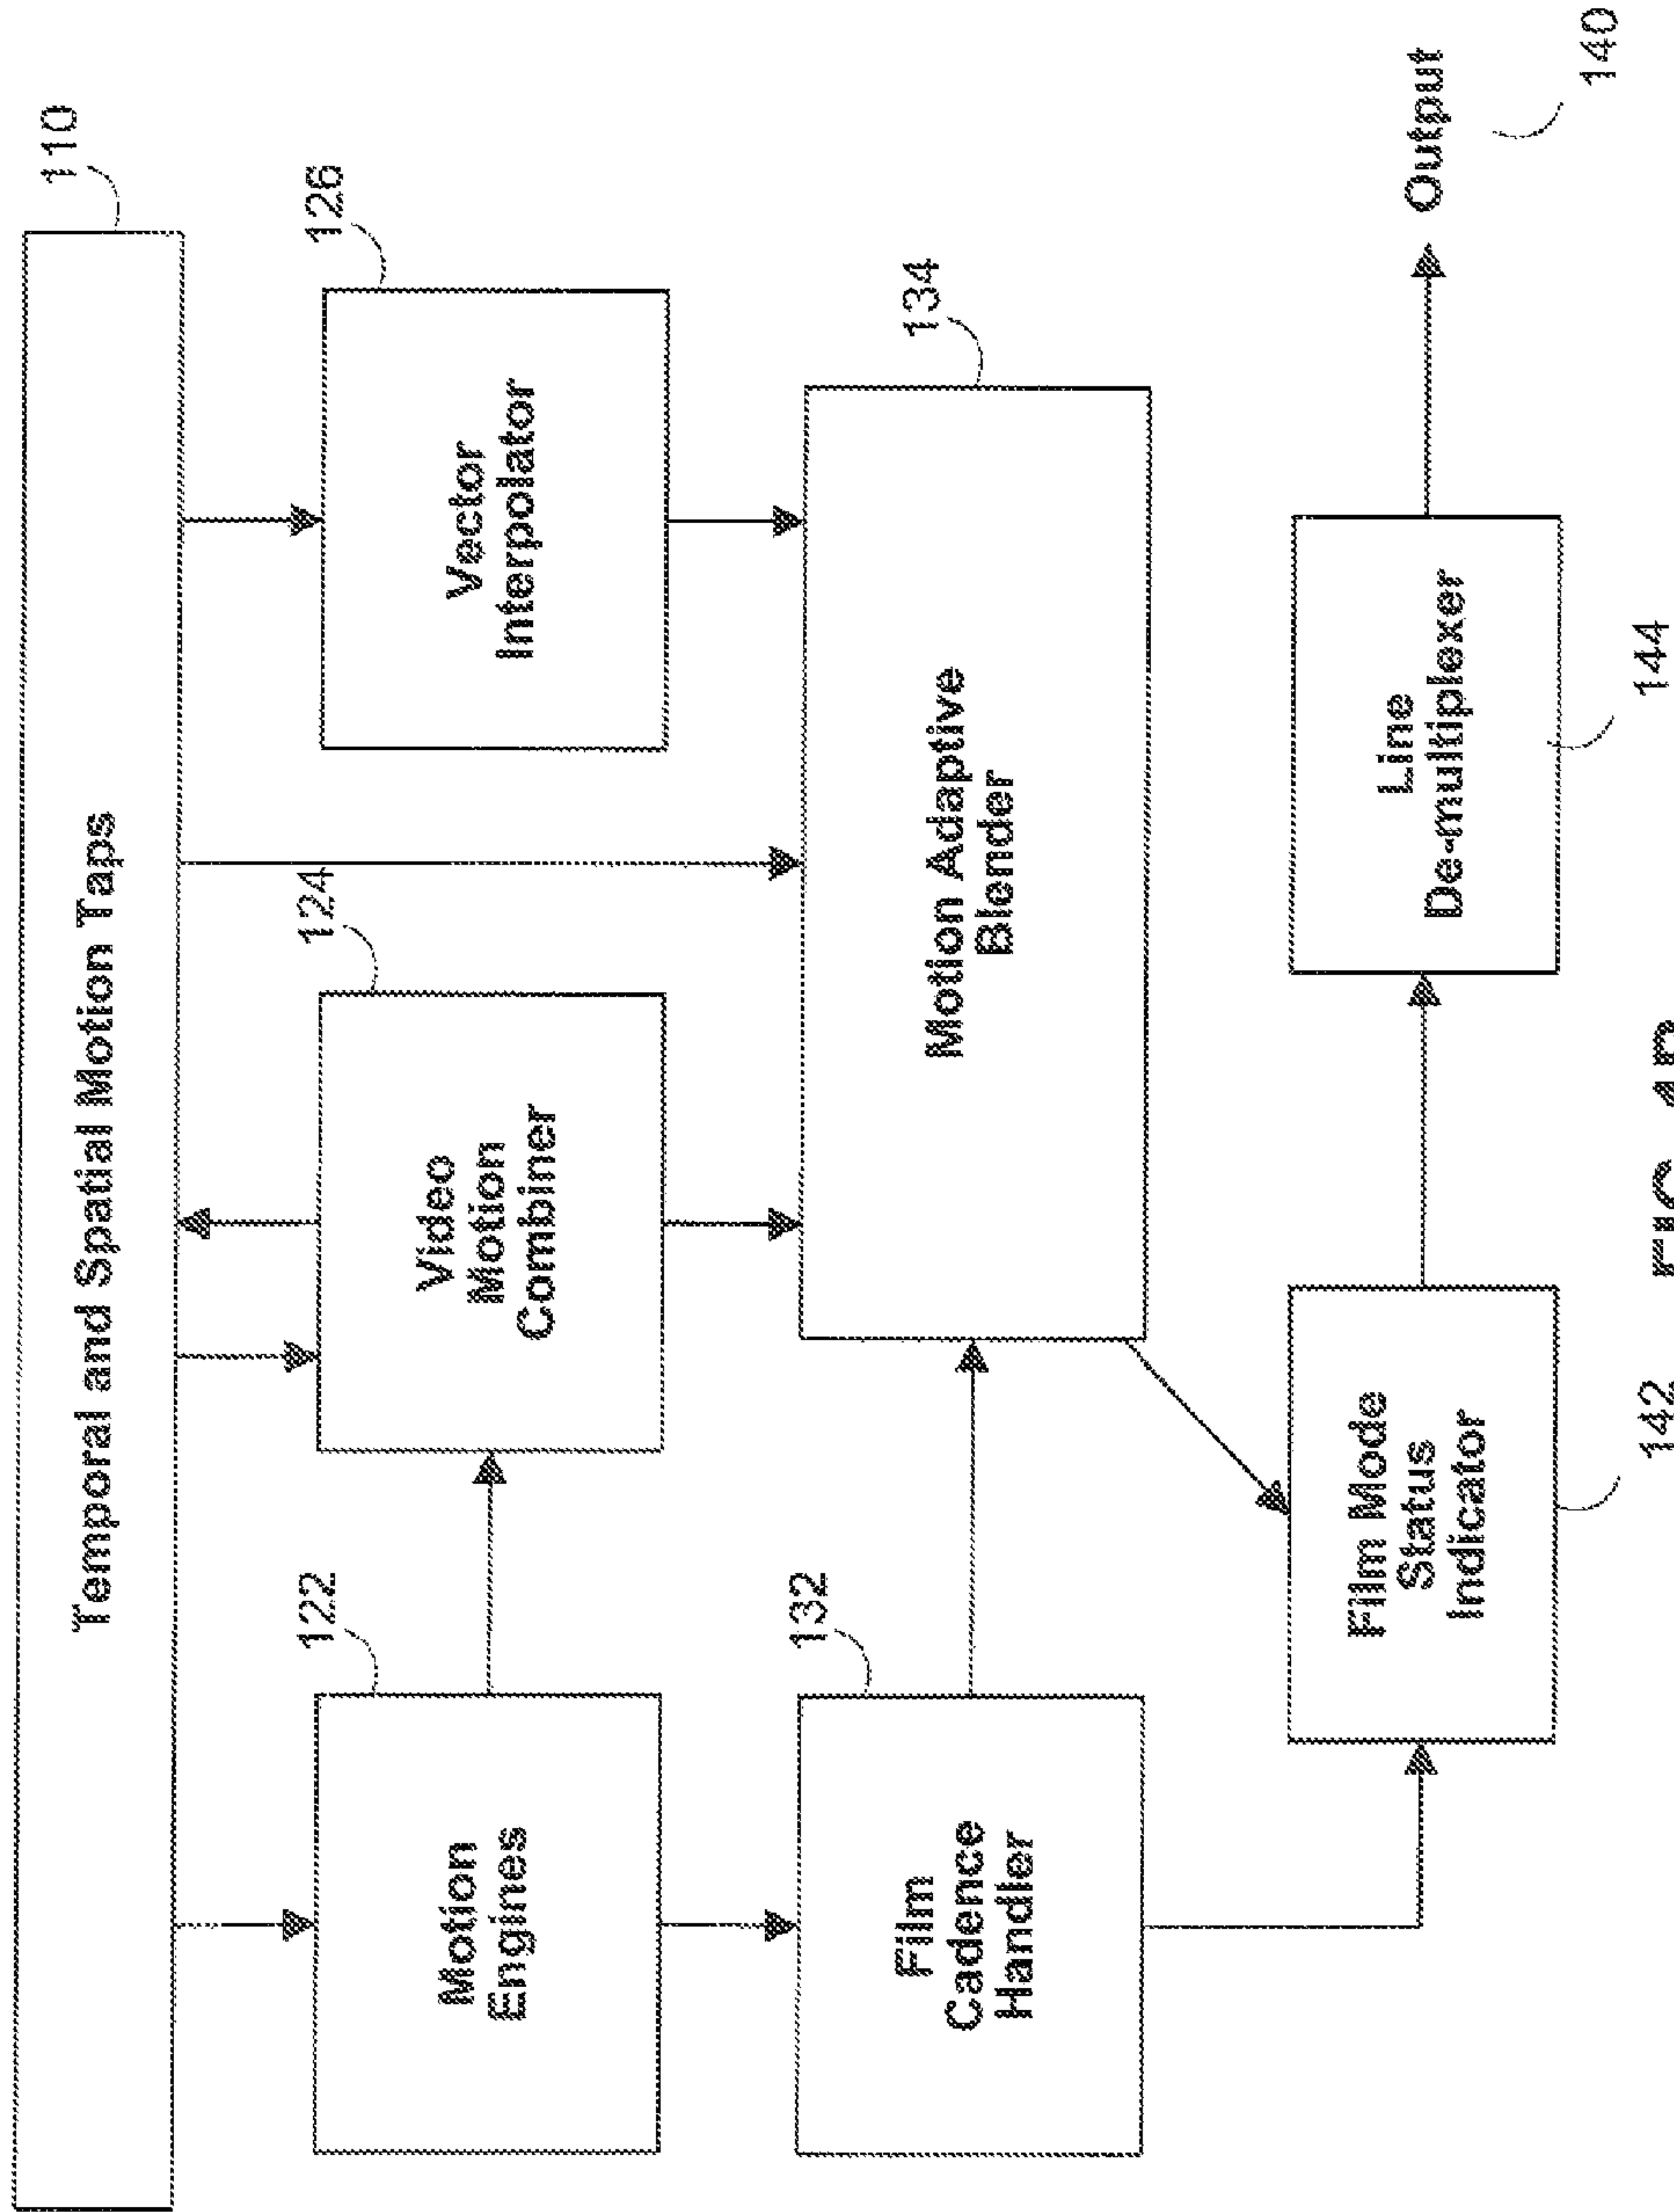 110
Temporal and Spatial Motion Taps
122
124
126
Motion
Engines
Video
Motion
Combiner
Vector
Interpolator
132
134
Film
Cadence
Handler
Motion Adaptive
Blender
Film Mode
Status
Indicator
Line
De-multiplexer
Output
142
144
140